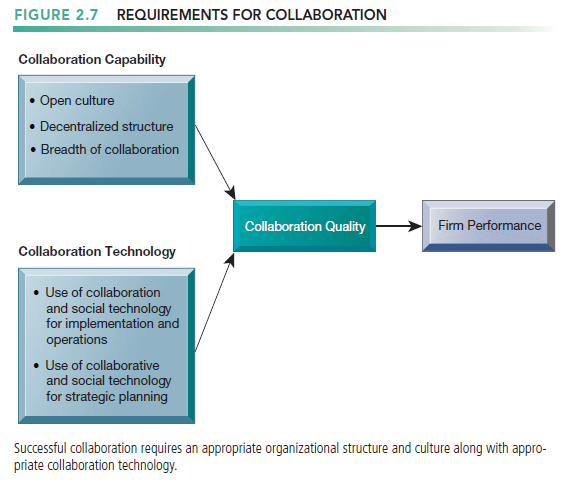 FIGURE 2.7 REQUIREMENTS FOR COLLABORATION
Collaboration Capability
• Open culture
• Decentralized structure
• Breadth of collaboration
Collaboration Quality
Firm Performance
Collaboration Technology
• Use of collaboration
and social technology
for implementation and
operations
• Use of collaborative
and social technology
for strategic planning
Successful collaboration requires an appropriate organizational structure and culture along with appro-
priate collaboration technology.